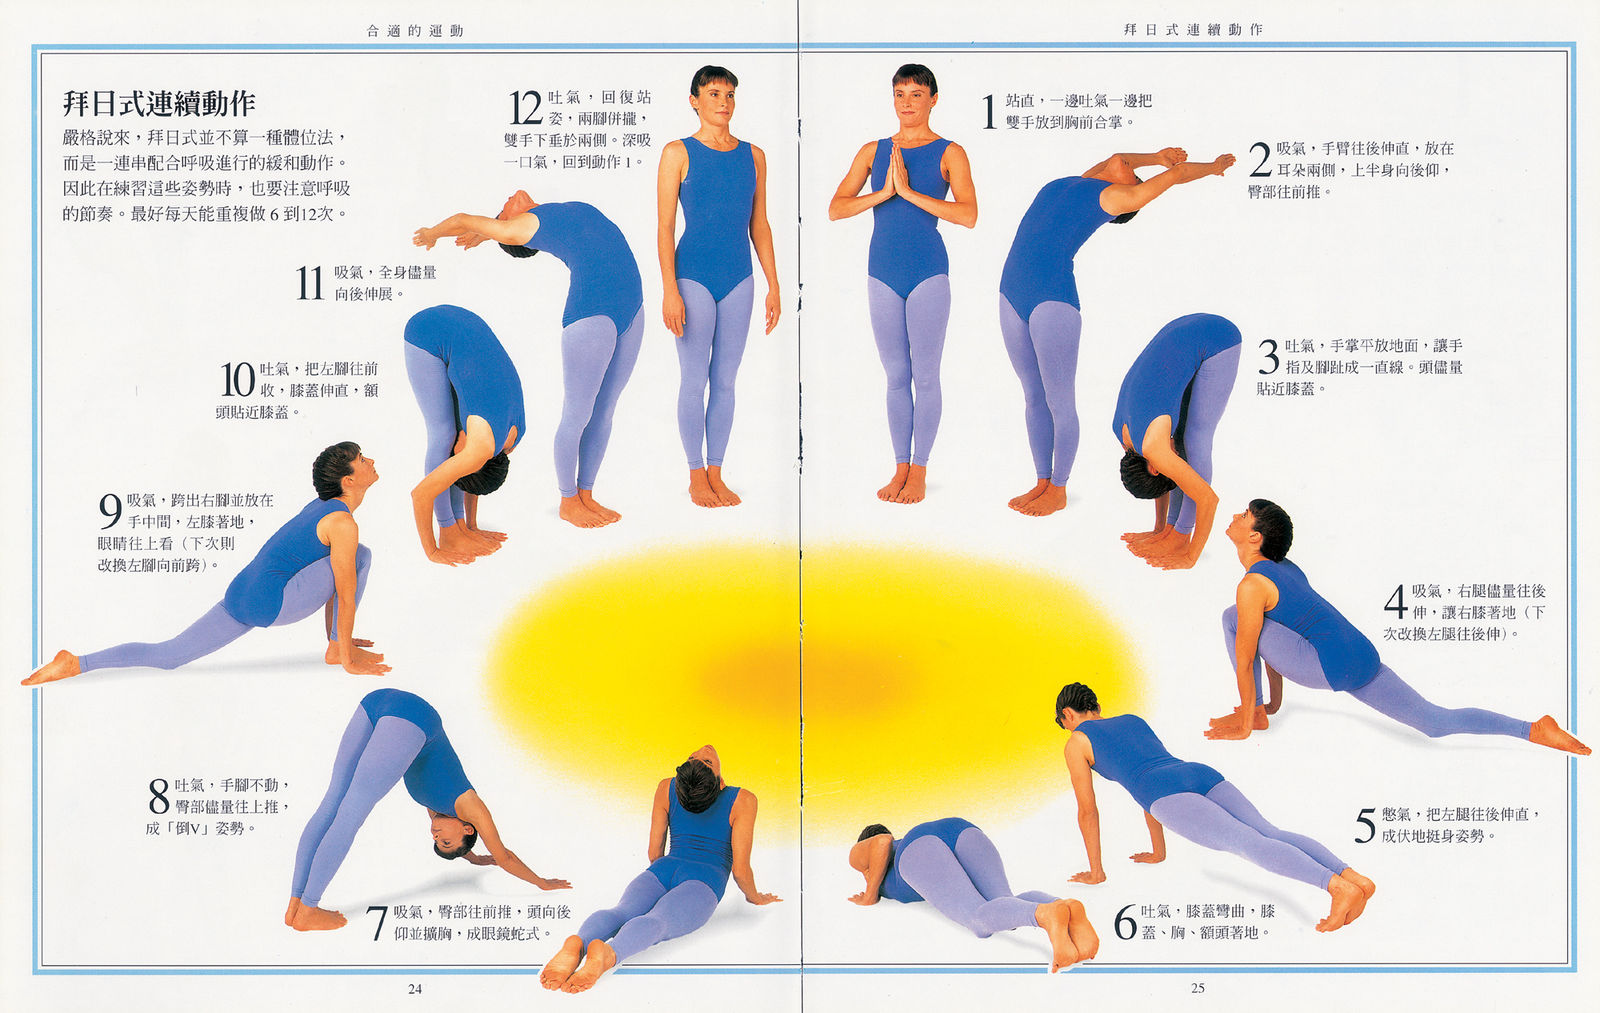 合適的運動
拜日式連續動作
嚴格說來，拜日式並不算一種體位法，
而是一連串配合呼吸進行的緩和動作。
因此在練習這些姿勢時，也要注意呼吸
的節奏。最好每天能重複做6到12次。
12 吐氣，回復站
姿，兩腳併攏，
雙手下垂於兩側。深吸
一口氣，回到動作1。
11 吸氣，全身儘量
向後伸展。
10 吐氣，把左腳往前
收，膝蓋伸直，額
頭貼近膝蓋。
9 吸氣，跨出右腳並放在
手中間，左膝著地，
眼睛往上看（下次則
改換左腳向前跨）。
8 吐氣，手腳不動，
臀部儘量往上推，
成「倒V」姿勢。
7 吸氣，臀部往前推，頭向後
仰並擴胸，成眼鏡蛇式。
24
拜日式連續動作
1 站直，一邊吐氣一邊把
雙手放到胸前合掌。
2 吸氣，手臂往後伸直，放在
耳朵兩側，上半身向後仰，
臀部往前推。
3 吐氣，手掌平放地面，讓手
指及腳趾成一直線。頭儘量
貼近膝蓋。
4 吸氣，右腿儘量往後
伸，讓右膝著地（下
次改換左腿往後伸）。
5 憋氣，把左腿往後伸直，
成伏地挺身姿勢。
6 吐氣，膝蓋彎曲，膝
蓋、胸、額頭著地。
25